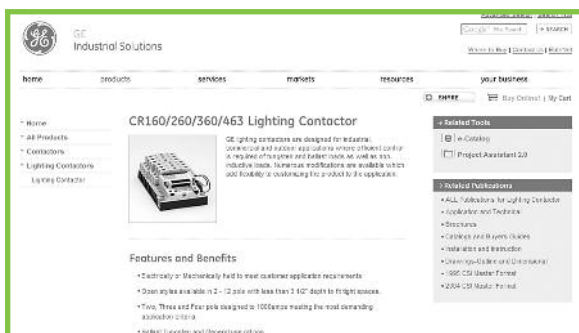 GE
Industrial Solutions
SEARCH
Where to Buy | Contact Us |
home products services markets resources your business
SHARE Buy Online! | My Cart
Home
All Products
Contactors
Lighting Contactors
Lighting Contactor
CR160/260/360/463 Lighting Contactor
GE lighting contactors are designed for industrial,
commercial and outdoor applications where efficient control
is required of tungsten and ballast loads as well as non
inductive loads. Numerous modifications are available which
add flexibility to customizing the product to the application.
Related Tools
e-Catalog
Project Assistant 2.0
Related Publications
ALL Publications for Lighting Contactor
Application and Technical
Brochures
Catalogs and Buyers Guides
Installation and Instruction
Drawings-Outline and Dimensional
1995 CSI Master Format
2004 CSI Master Format
Features and Benefits
• Electrically or Mechanically held to meet customer application requirements
• Open styles available in 2 - 12 pole with less than 3 1/2" depth to fit tight spaces.
• Two, Three and Four pole designed to 1000amps meeting the most demanding
application criteria